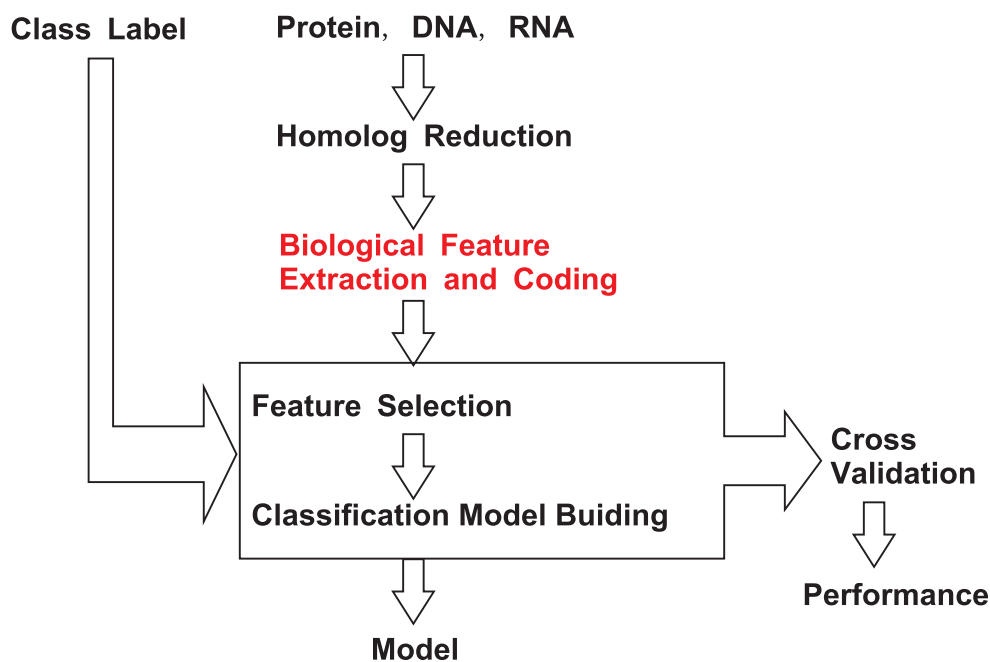 Class Label
Protein, DNA, RNA
Homolog Reduction
Biological Feature
Extraction and Coding
Feature Selection
Classification Model Buiding
Cross
Validation
Performance
Model